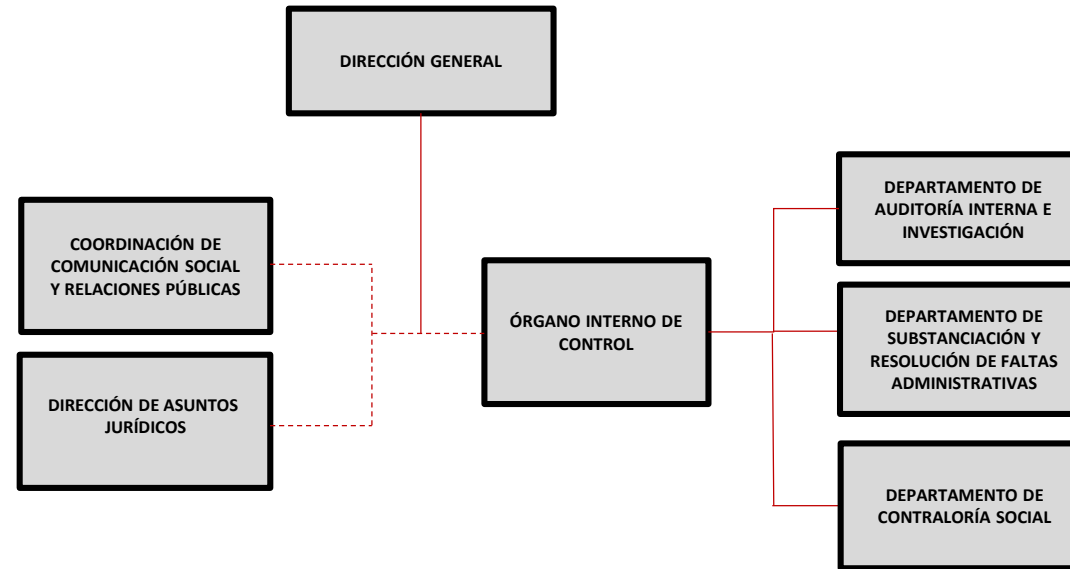 DIRECCIÓN GENERAL
COORDINACIÓN DE
COMUNICACIÓN SOCIAL
Y RELACIONES PÚBLICAS
DIRECCIÓN DE ASUNTOS
JURÍDICOS
ÓRGANO INTERNO DE
CONTROL
DEPARTAMENTO DE
AUDITORÍA INTERNA E
INVESTIGACIÓN
DEPARTAMENTO DE
SUBSTANCIACIÓN Y
RESOLUCIÓN DE FALTAS
ADMINISTRATIVAS
DEPARTAMENTO DE
CONTRALORÍA SOCIAL